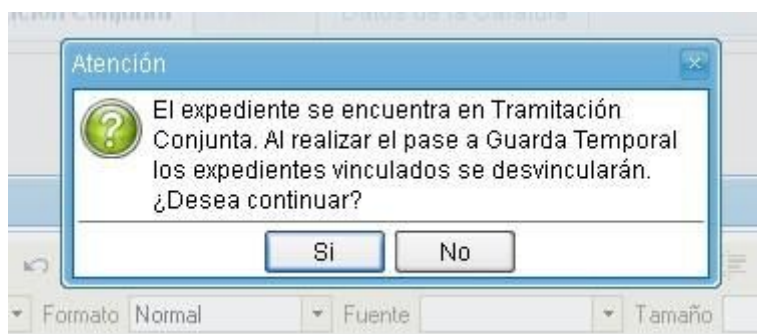 Atención
El expediente se encuentra en Tramitación
Conjunta. Al realizar el pase a Guarda Temporal
los expedientes vinculados se desvincularán.
¿Desea continuar?
Si No
Formato Normal Fuente Tamaño